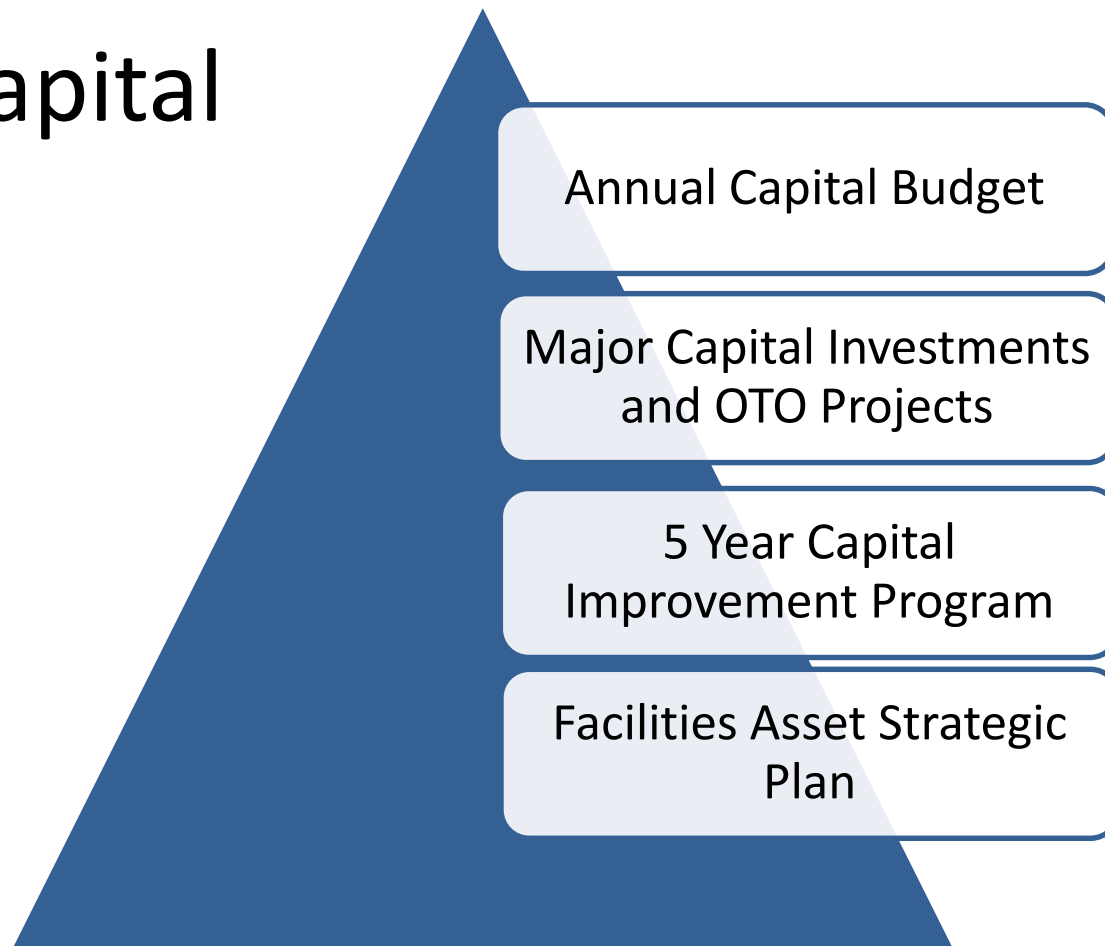 apital
Annual Capital Budget
Major Capital Investments
and OTO Projects
5 Year Capital
Improvement Program
Facilities Asset Strategic
Plan